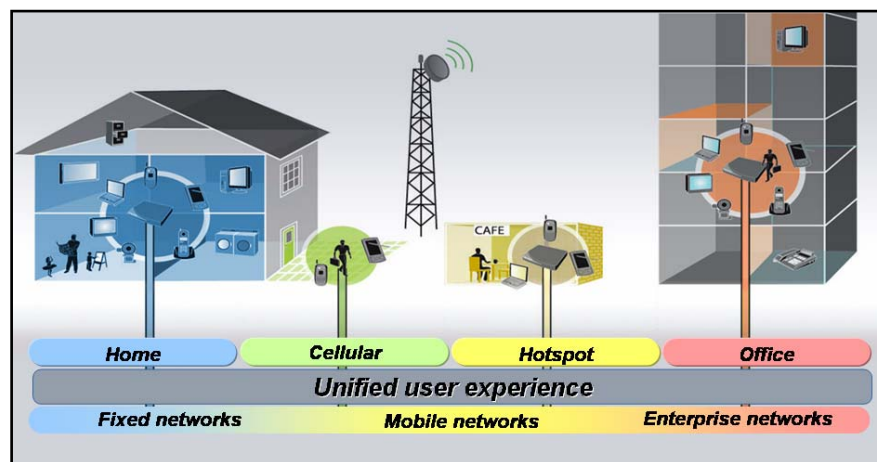 CAFE
Home Cellular Hotspot Office
Unified user experience
Fixed networks Mobile networks Enterprise networks